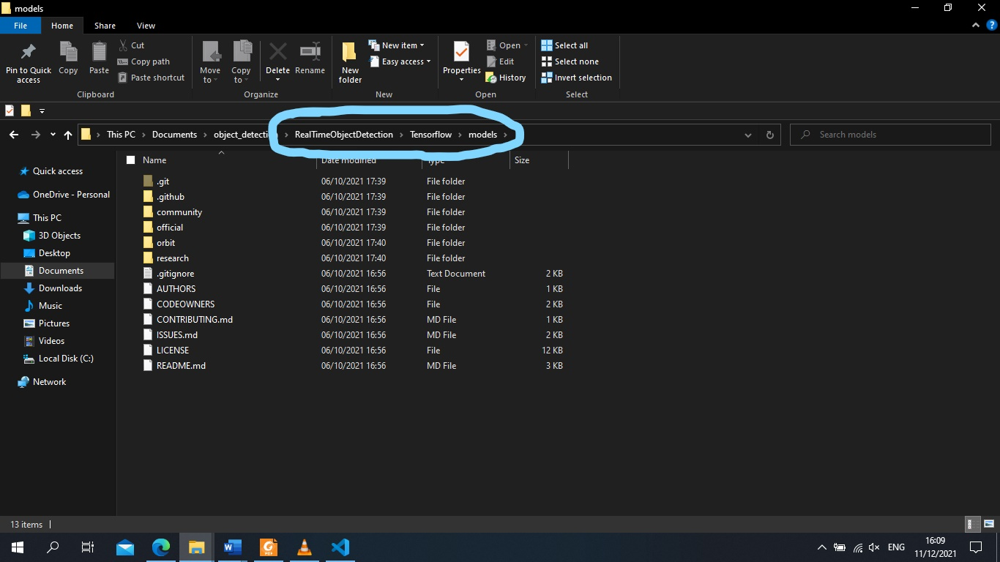 models
File Home Share View
Pin to Quick access
Copy
Paste
Cut
Copy path
Paste shortcut
Clipboard
Move to
Copy to
Delete
Rename
Organize
New folder
New item
Easy access
New
Properties
Open
Edit
History
Open
Select all
Select none
Invert selection
Select
This PC Documents object_detecti RealTimeObjectDetection Tensorflow models
Search models
Name Date modified Type Size
Quick access
OneDrive - Personal
This PC
3D Objects
Desktop
Documents
Downloads
Music
Pictures
Videos
Local Disk (C:)
Network
.git 06/10/2021 17:39 File folder
.github 06/10/2021 17:39 File folder
community 06/10/2021 17:39 File folder
official 06/10/2021 17:39 File folder
orbit 06/10/2021 17:40 File folder
research 06/10/2021 17:40 File folder
.gitignore 06/10/2021 16:56 Text Document 2 KB
AUTHORS 06/10/2021 16:56 File 1 KB
CODEOWNERS 06/10/2021 16:56 File 2 KB
CONTRIBUTING.md 06/10/2021 16:56 MD File 1 KB
ISSUES.md 06/10/2021 16:56 MD File 2 KB
LICENSE 06/10/2021 16:56 File 12 KB
README.md 06/10/2021 16:56 MD File 3 KB
13 items
ENG
16:09
11/12/2021